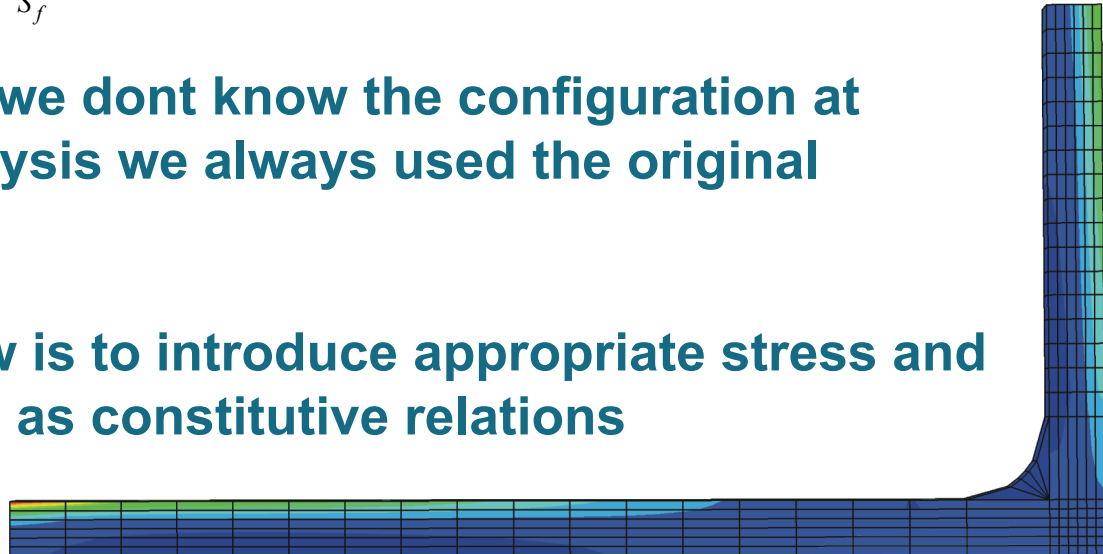 S_f
we dont know the configuration at
ysis we always used the original
is to introduce appropriate stress and
as constitutive relations